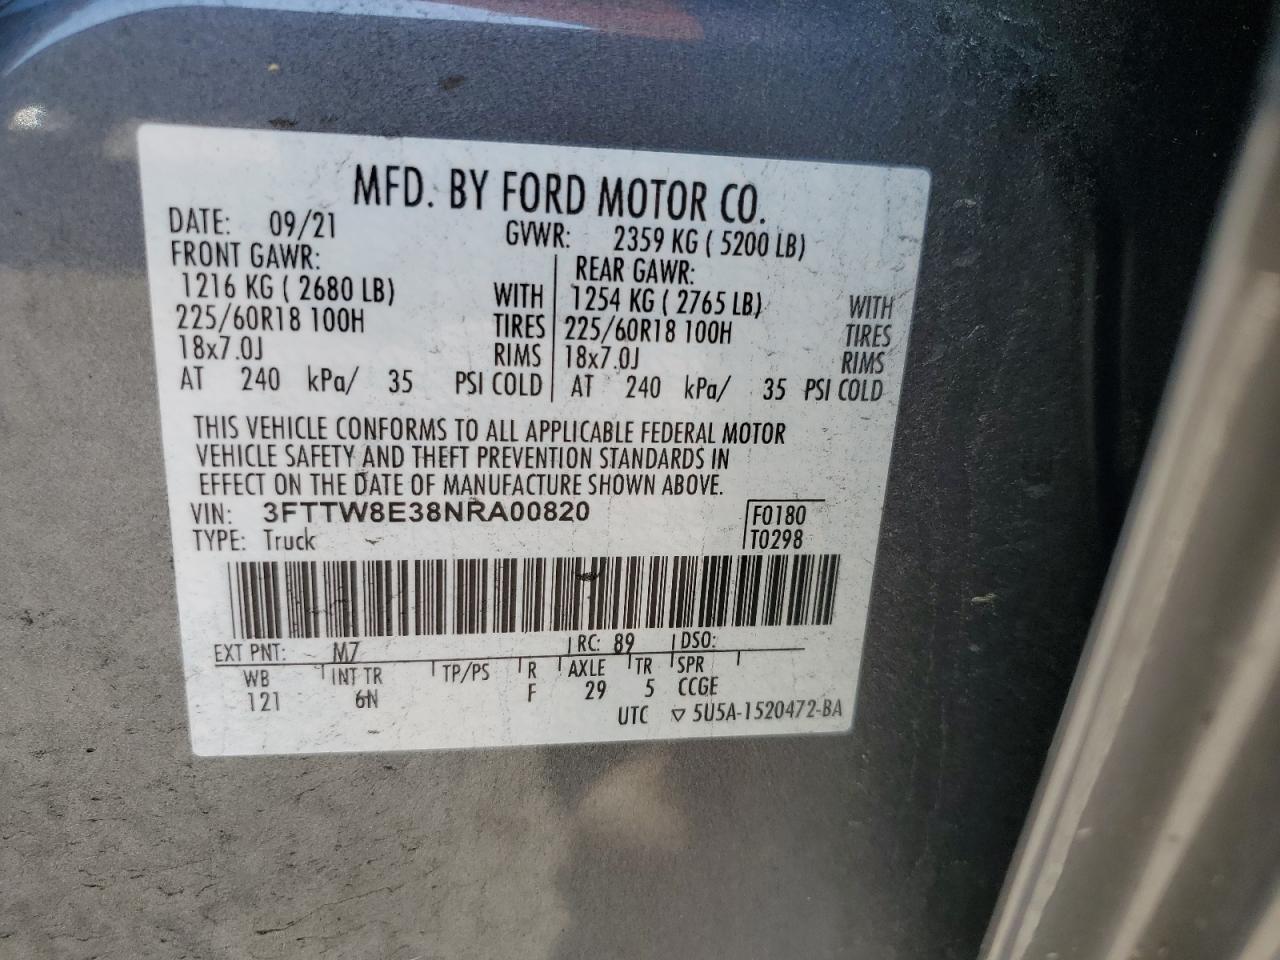 MFD. BY FORD MOTOR CO.
DATE: 09/21 GVWR: 2359 KG ( 5200 LB)
FRONT GAWR: REAR GAWR:
1216 KG ( 2680 LB) WITH 1254 KG ( 2765 LB) WITH
225/60R18 100H TIRES 225/60R18 100H TIRES
18x7.0J RIMS 18x7.0J RIMS
AT 240 kPa/ 35 PSI COLD AT 240 kPa/ 35 PSI COLD
THIS VEHICLE CONFORMS TO ALL APPLICABLE FEDERAL MOTOR
VEHICLE SAFETY AND THEFT PREVENTION STANDARDS IN
EFFECT ON THE DATE OF MANUFACTURE SHOWN ABOVE.
VIN: 3FTTW8E38NRA00820 F0180
TYPE: Truck T0298
EXT PNT: M7 RC: 89 DSO:
WB INT TR TP/PS R AXLE TR SPR
121 6N F 29 5 CCGE
UTC ▽ 5U5A-1520472-BA